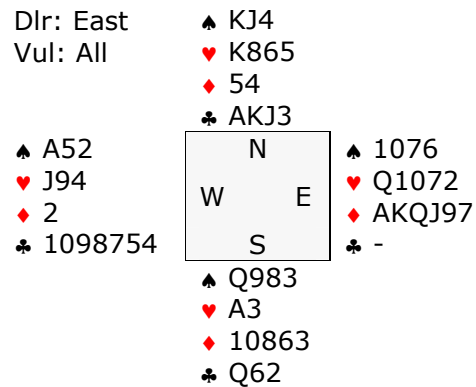 Dlr: East
Vul: All
♠ KJ4
♥ K865
♦ 54
♣ AKJ3
♠ A52
♥ J94
♦ 2
♣ 1098754
N
W E
S
♠ 1076
♥ Q1072
♦ AKQJ97
♣ -
♠ Q983
♥ A3
♦ 10863
♣ Q62